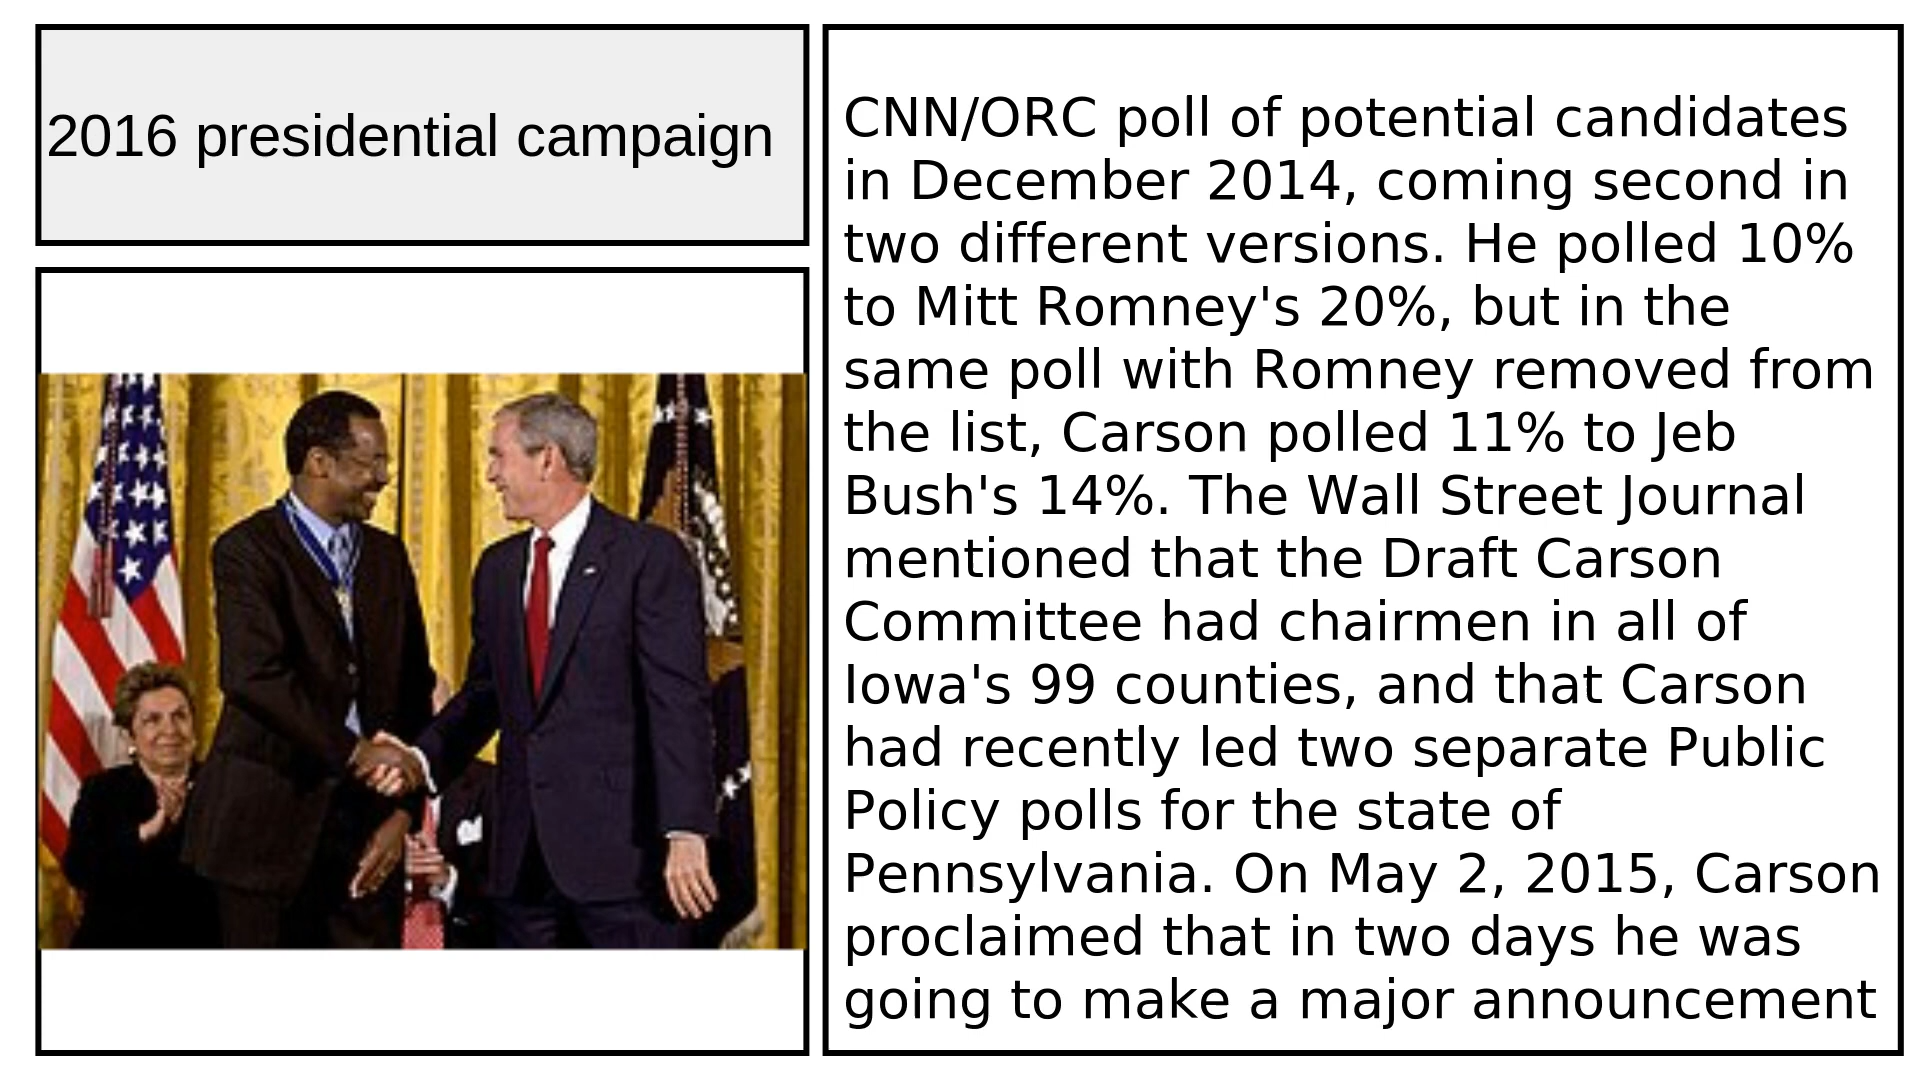 2016 presidential campaign
CNN/ORC poll of potential candidates
in December 2014, coming second in
two different versions. He polled 10%
to Mitt Romney's 20%, but in the
same poll with Romney removed from
the list, Carson polled 11% to Jeb
Bush's 14%. The Wall Street Journal
mentioned that the Draft Carson
Committee had chairmen in all of
Iowa's 99 counties, and that Carson
had recently led two separate Public
Policy polls for the state of
Pennsylvania. On May 2, 2015, Carson
proclaimed that in two days he was
going to make a major announcement